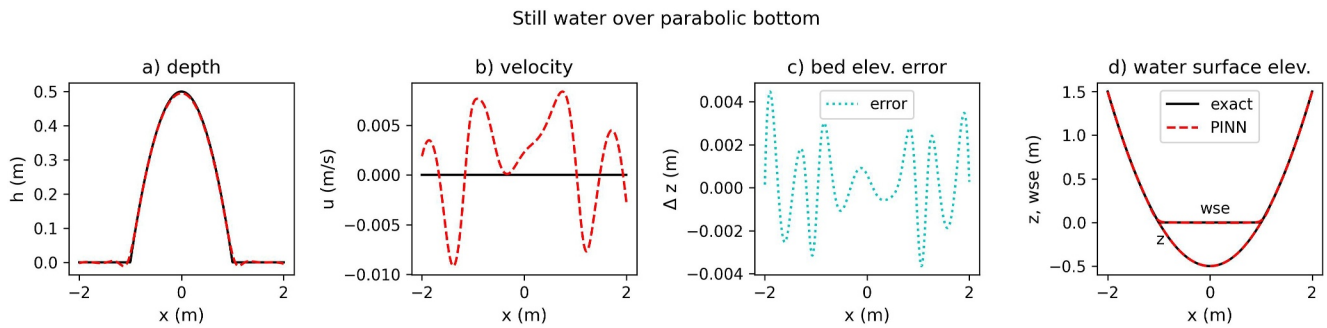 Still water over parabolic bottom
a) depth
0.5
0.4
0.3
0.2
0.1
0.0
h (m)
−2
0
2
x (m)
b) velocity
0.005
0.000
−0.005
−0.010
u (m/s)
−2
0
2
x (m)
c) bed elev. error
error
0.004
0.002
0.000
−0.002
−0.004
Δ z (m)
−2
0
2
x (m)
d) water surface elev.
exact
PINN
1.5
1.0
0.5
0.0
−0.5
z, wse (m)
wse
z
−2
0
2
x (m)